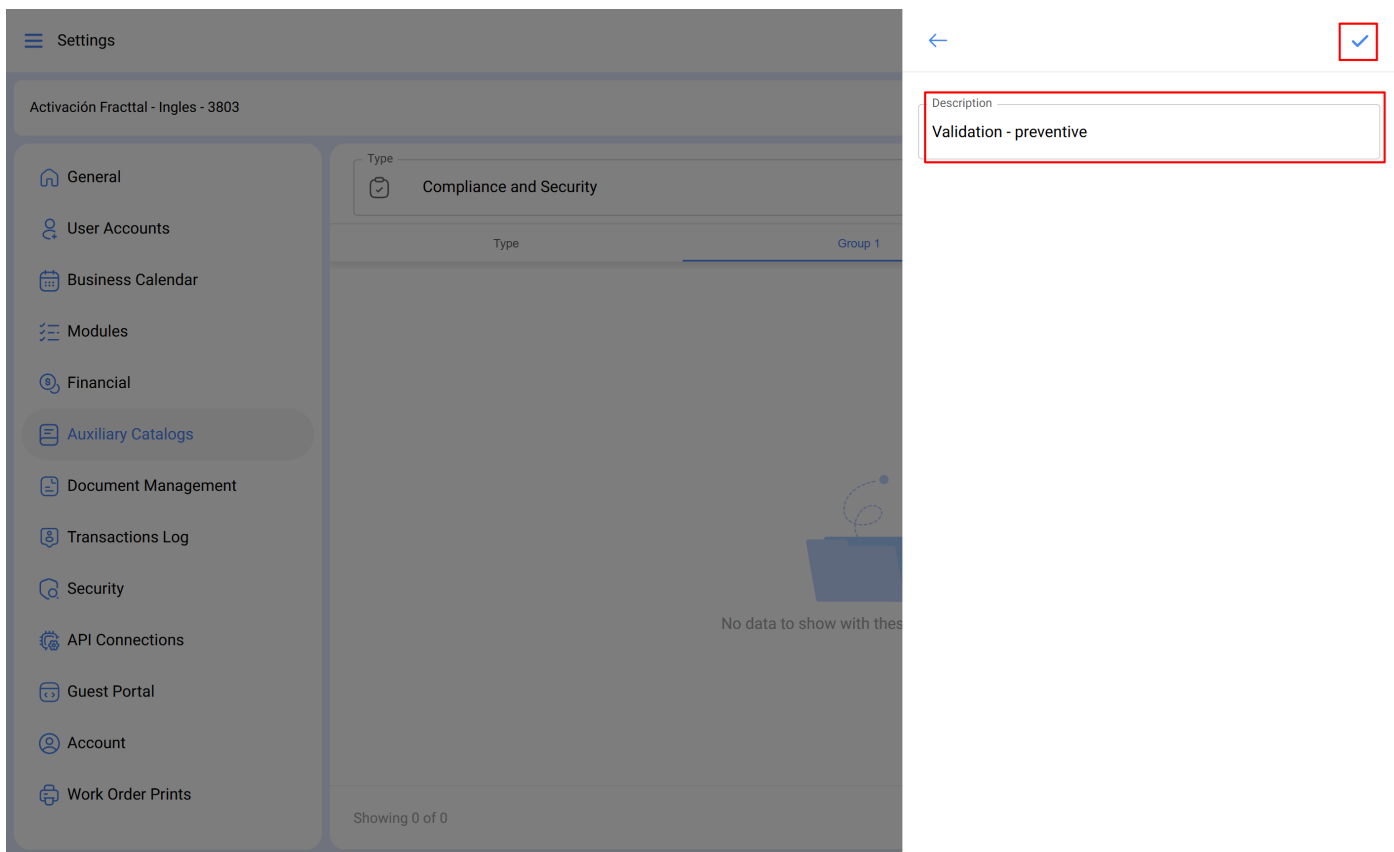 Settings
Activación Fracttal - Ingles - 3803
General
User Accounts
Business Calendar
Modules
Financial
Auxiliary Catalogs
Document Management
Transactions Log
Security
API Connections
Guest Portal
Account
Work Order Prints
Type
Compliance and Security
Type
Group 1
No data to show with thes
Showing 0 of 0
Description
Validation - preventive